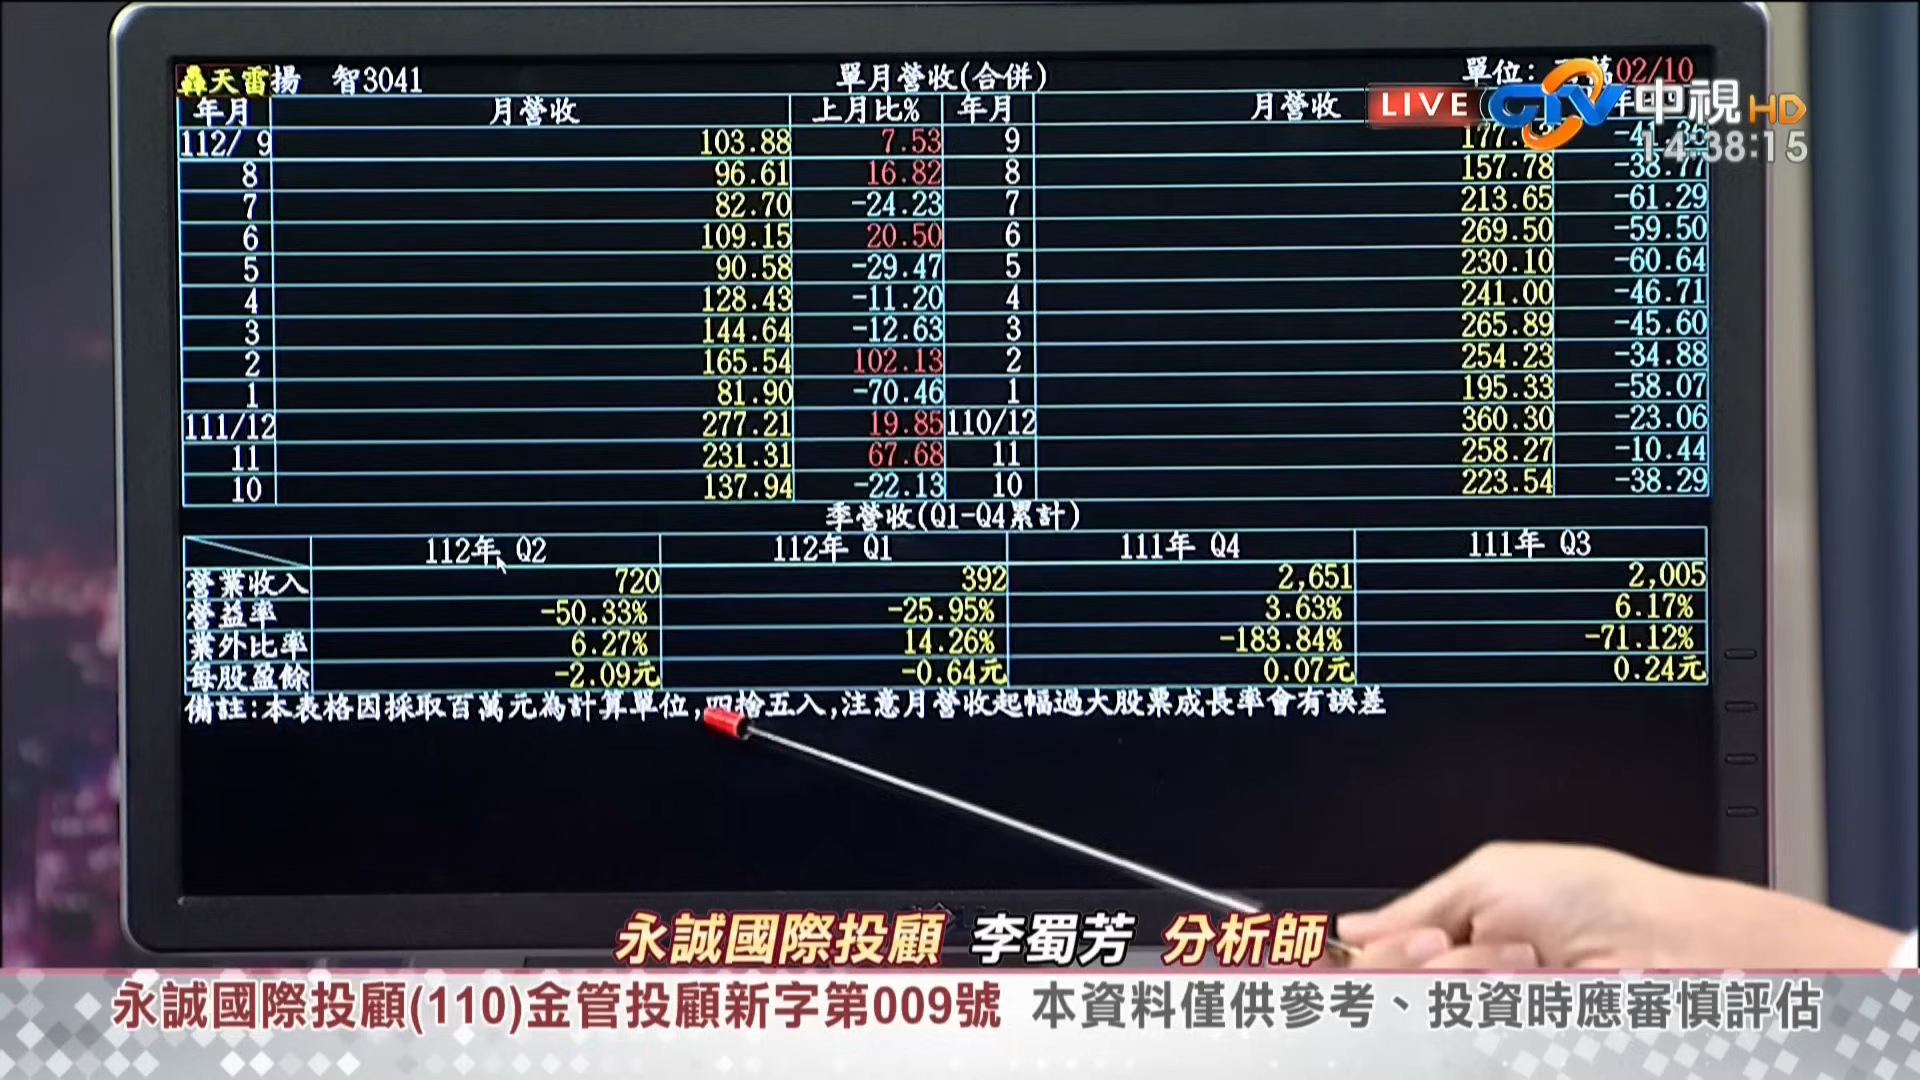 轟天雷揚 智3041 單月營收(合併) 單位: 萬02/10
年月 月營收 上月比% 年月 月營收
112/ 9 103.88 7.53 9 177. -41.36
8 96.61 16.82 8 157.78 -38.77
7 82.70 -24.23 7 213.65 -61.29
6 109.15 20.50 6 269.50 -59.50
5 90.58 -29.47 5 230.10 -60.64
4 128.43 -11.20 4 241.00 -46.71
3 144.64 -12.63 3 265.89 -45.60
2 165.54 102.13 2 254.23 -34.88
1 81.90 -70.46 1 195.33 -58.07
111/12 277.21 19.85 110/12 360.30 -23.06
11 231.31 67.68 11 258.27 -10.44
10 137.94 -22.13 10 223.54 -38.29
季營收(Q1-Q4累計)
112年 Q2 112年 Q1 111年 Q4 111年 Q3
營業收入 720 392 2,651 2,005
營益率 -50.33% -25.95% 3.63% 6.17%
業外比率 6.27% 14.26% -183.84% -71.12%
每股盈餘 -2.09元 -0.64元 0.07元 0.24元
備註:本表格因採取百萬元為計算單位,四捨五入,注意月營收起幅過大股票成長率會有誤差
LIVE CTV中視HD
14:38:15
永誠國際投顧 李蜀芳 分析師
永誠國際投顧(110)金管投顧新字第009號 本資料僅供參考、投資時應審慎評估